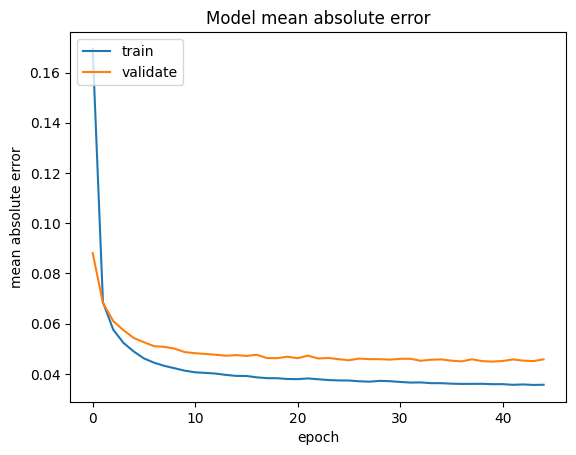 Model mean absolute error
train
validate
mean absolute error
0.16
0.14
0.12
0.10
0.08
0.06
0.04
0
10
20
30
40
epoch